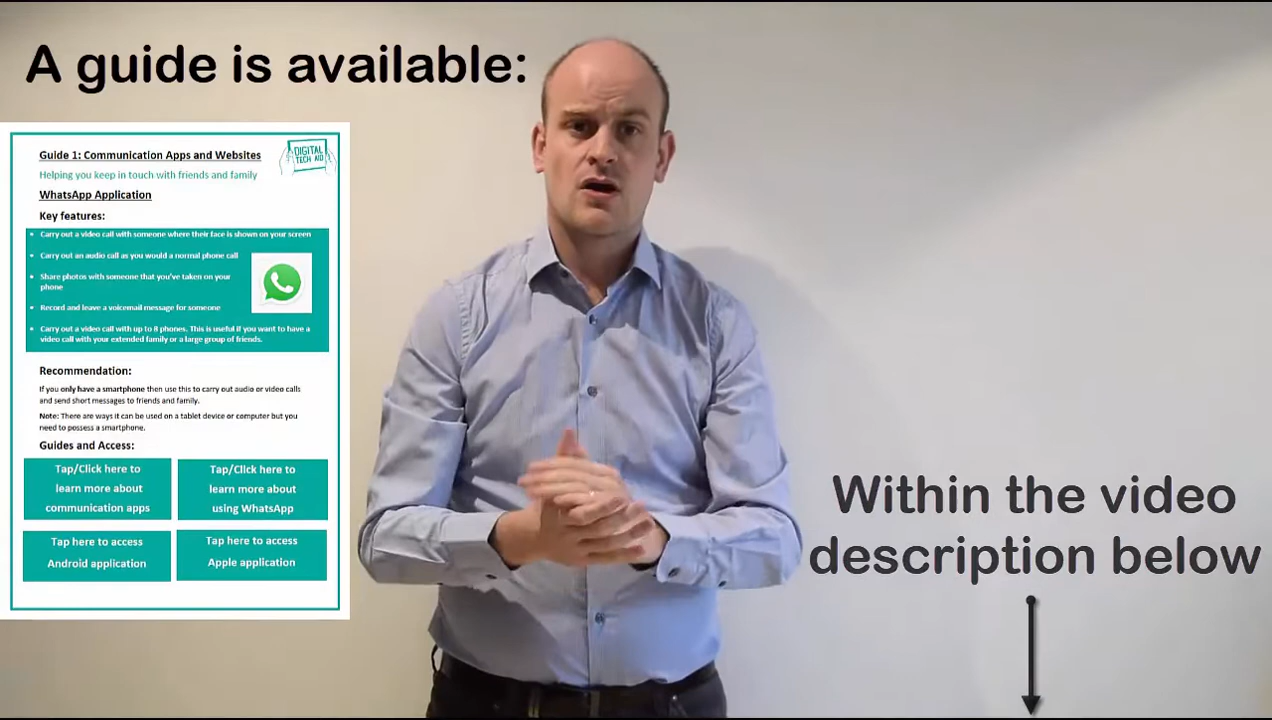 A guide is available:
Guide 1: Communication Apps and Websites
DIGITAL
TECH AID
Helping you keep in touch with friends and family
WhatsApp Application
Key features:
• Carry out a video call with someone where their face is shown on your screen
• Carry out an audio call as you would a normal phone call
• Share photos with someone that you've taken on your
phone
• Record and leave a voicemail message for someone
• Carry out a video call with up to 8 phones. This is useful if you want to have a
video call with your extended family or a large group of friends.
Recommendation:
If you only have a smartphone then use this to carry out audio or video calls
and send short messages to friends and family.
Note: There are ways it can be used on a tablet device or computer but you
need to possess a smartphone.
Guides and Access:
Tap/Click here to
learn more about
communication apps
Tap/Click here to
learn more about
using WhatsApp
Tap here to access
Android application
Tap here to access
Apple application
Within the video
description below